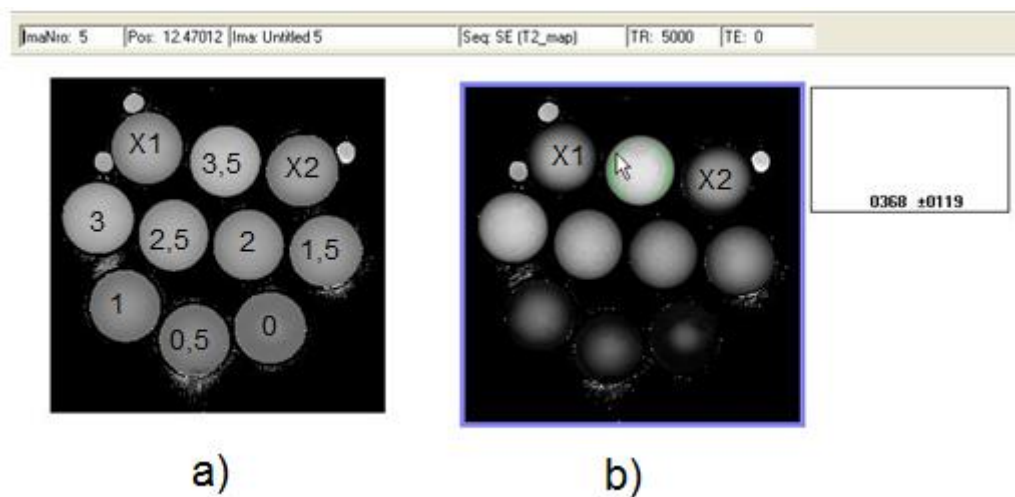 ImaNro: 5 Pos: 12.47012 Ima: Untitled 5 Seq: SE (T2_map) TR: 5000 TE: 0
X1 3,5 X2
3 2,5 2 1,5
1 0,5 0
X1 X2
0368 ±0119
a) b)